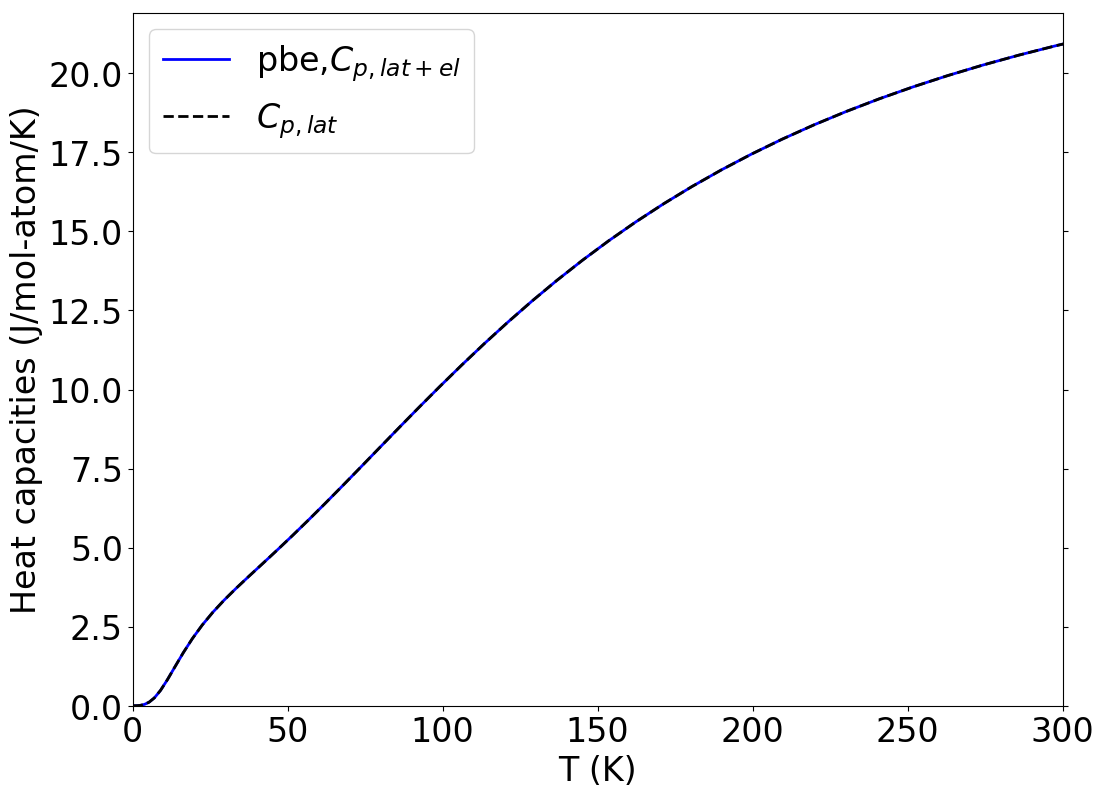 pbe,C_{p, lat + el}
C_{p, lat}
Heat capacities (J/mol-atom/K)
20.0
17.5
15.0
12.5
10.0
7.5
5.0
2.5
0.0
0 50 100 150 200 250 300
T (K)